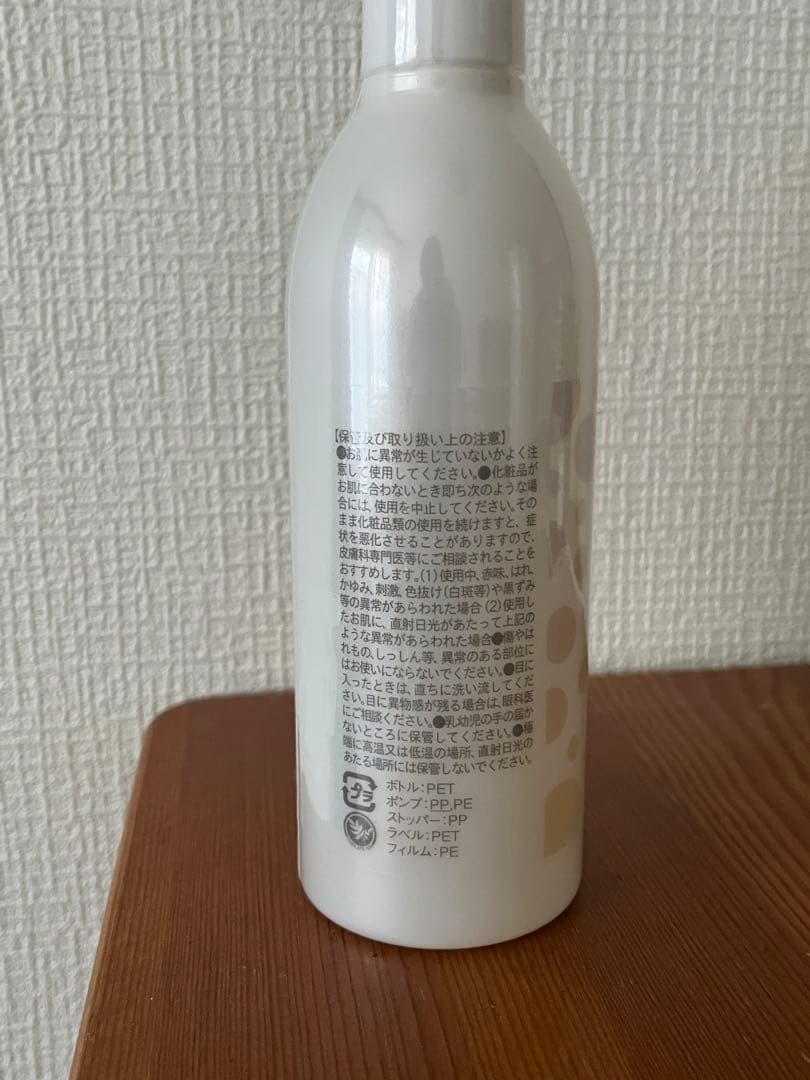 【保管及び取り扱い上の注意】
●お肌に異常が生じていないかよく注
意して使用してください。●化粧品が
お肌に合わないとき即ち次のような場
合には、使用を中止してください。その
まま化粧品類の使用を続けますと、症
状を悪化させることがありますので、
皮膚科専門医等にご相談されることを
おすすめします。(1)使用中、赤味、はれ、
かゆみ、刺激、色抜け(白斑等)や黒ずみ
等の異常があらわれた場合 (2)使用し
たお肌に、直射日光があたって上記の
ような異常があらわれた場合●傷やは
れもの、しっしん等、異常のある部位に
はお使いにならないでください。●目に
入ったときは、直ちに洗い流してくだ
さい。目に異物感が残る場合は、眼科医
にご相談ください。●乳幼児の手の届か
ないところに保管してください。●極
端に高温又は低温の場所、直射日光の
あたる場所には保管しないでください。
プラ
ボトル:PET
ポンプ:PP,PE
ストッパー:PP
ラベル:PET
フィルム:PE